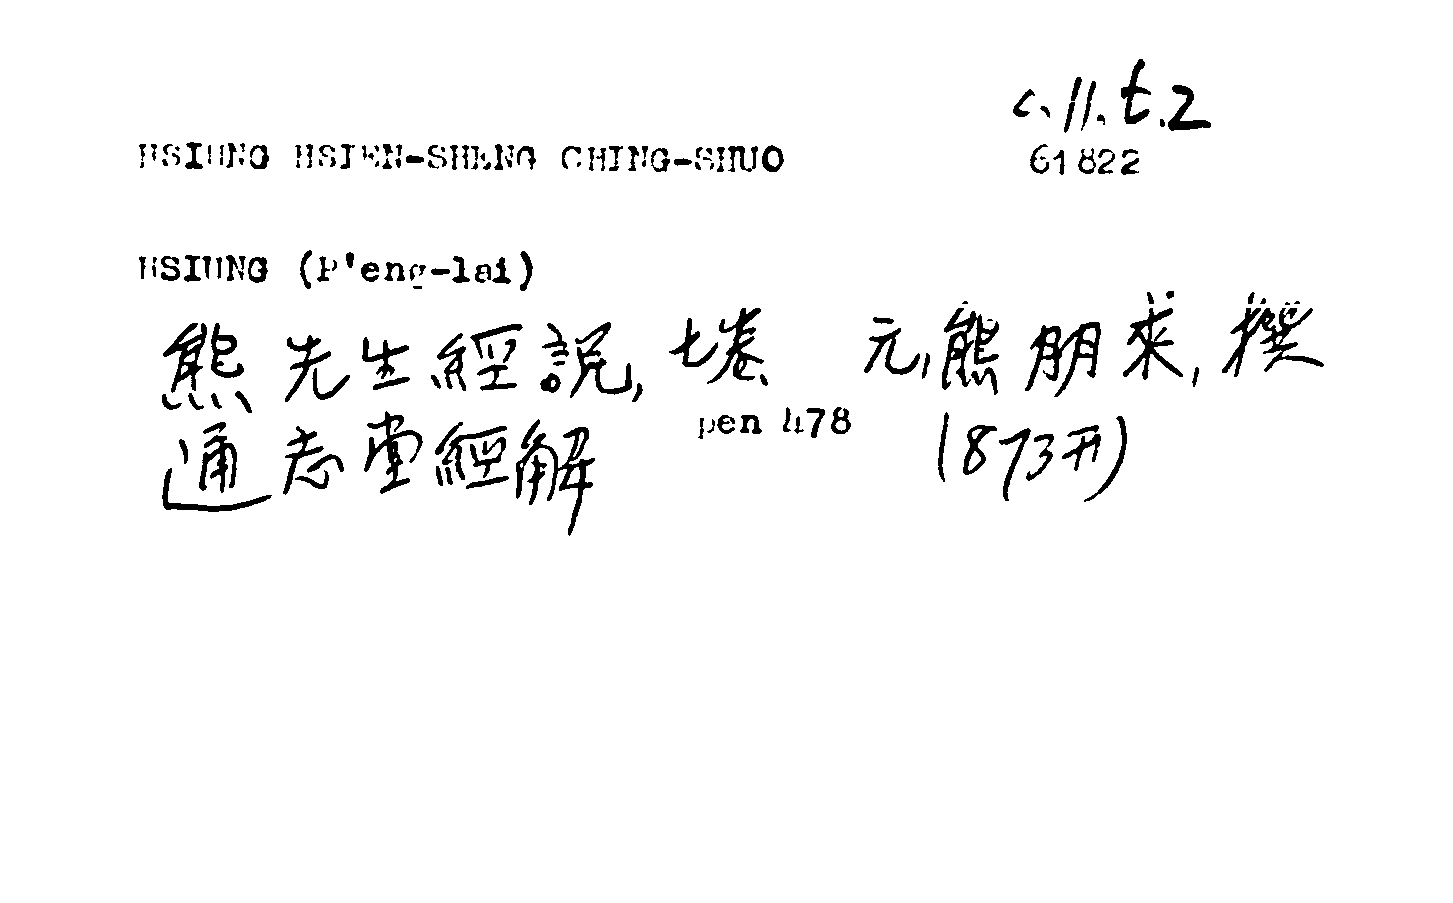 c.11.t.2
HSIUNG HSIEN-SHENG CHING-SHUO 61822
HSIUNG (P'eng-lai)
熊先生經說, 七卷 元,熊朋來,撰
通志堂經解 pen 478 (1873刊)